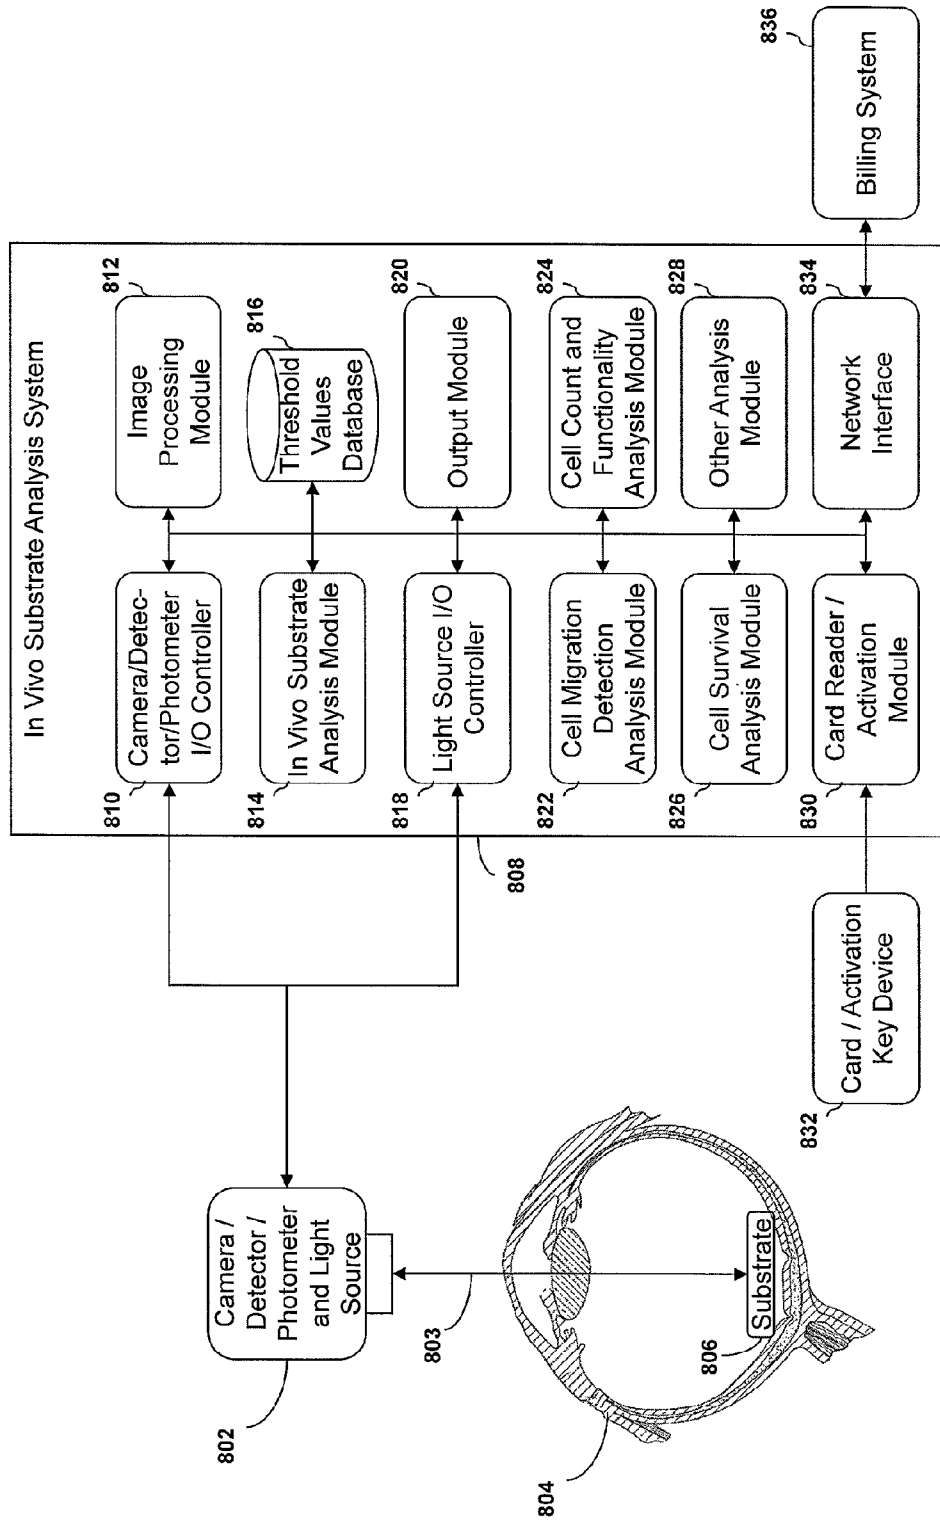 In Vivo Substrate Analysis System
802
Camera /
Detector /
Photometer
and Light
Source
803
804
806
Substrate
808
810
Camera/Detec-
tor/Photometer
I/O Controller
812
Image
Processing
Module
814
In Vivo Substrate
Analysis Module
816
Threshold
Values
Database
818
Light Source I/O
Controller
820
Output Module
822
Cell Migration
Detection
Analysis Module
824
Cell Count and
Functionality
Analysis Module
826
Cell Survival
Analysis Module
828
Other Analysis
Module
830
Card Reader /
Activation
Module
832
Card / Activation
Key Device
834
Network
Interface
836
Billing System